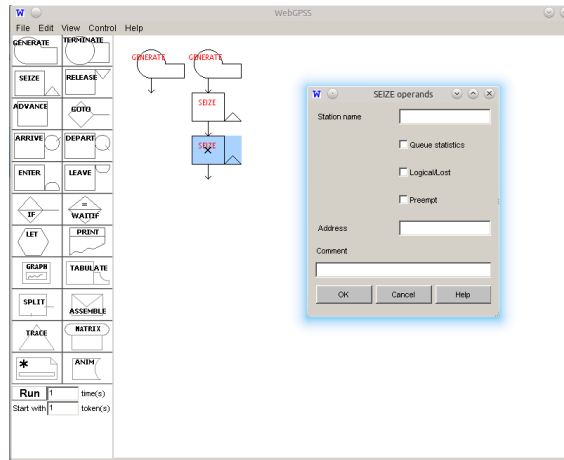 W WebGPSS
File Edit View Control Help
GENERATE TERMINATE
SEIZE RELEASE
ADVANCE GOTO
ARRIVE DEPART
ENTER LEAVE
IF WAITIF
=
LET PRINT
GRAPH TABULATE
SPLIT ASSEMBLE
TRACE MATRIX
* ANIM
Run 1 time(s)
Start with 1 token(s)
GENERATE GENERATE
SEIZE
SEIZE
W SEIZE operands
Station name
Queue statistics
Logical/Lost
Preempt
Address
Comment
OK Cancel Help